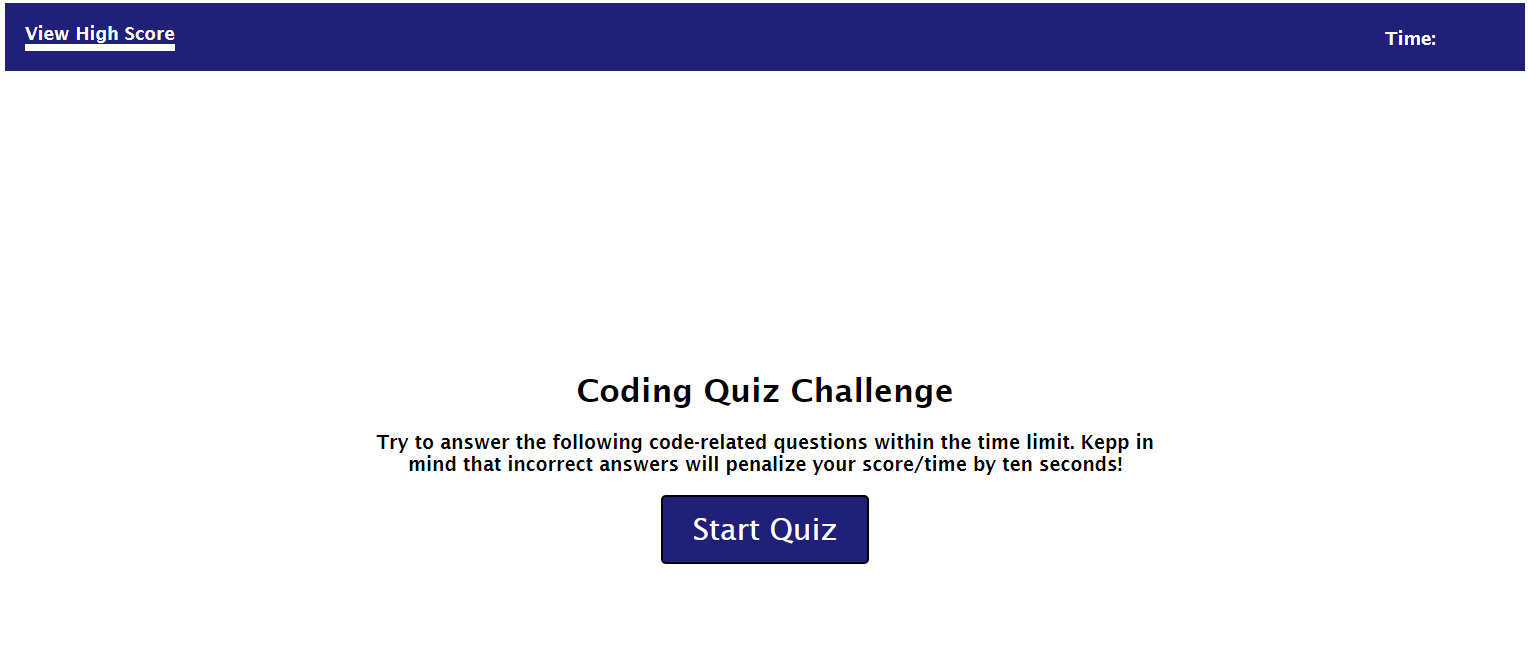 View High Score
Time:
Coding Quiz Challenge
Try to answer the following code-related questions within the time limit. Kepp in
mind that incorrect answers will penalize your score/time by ten seconds!
Start Quiz